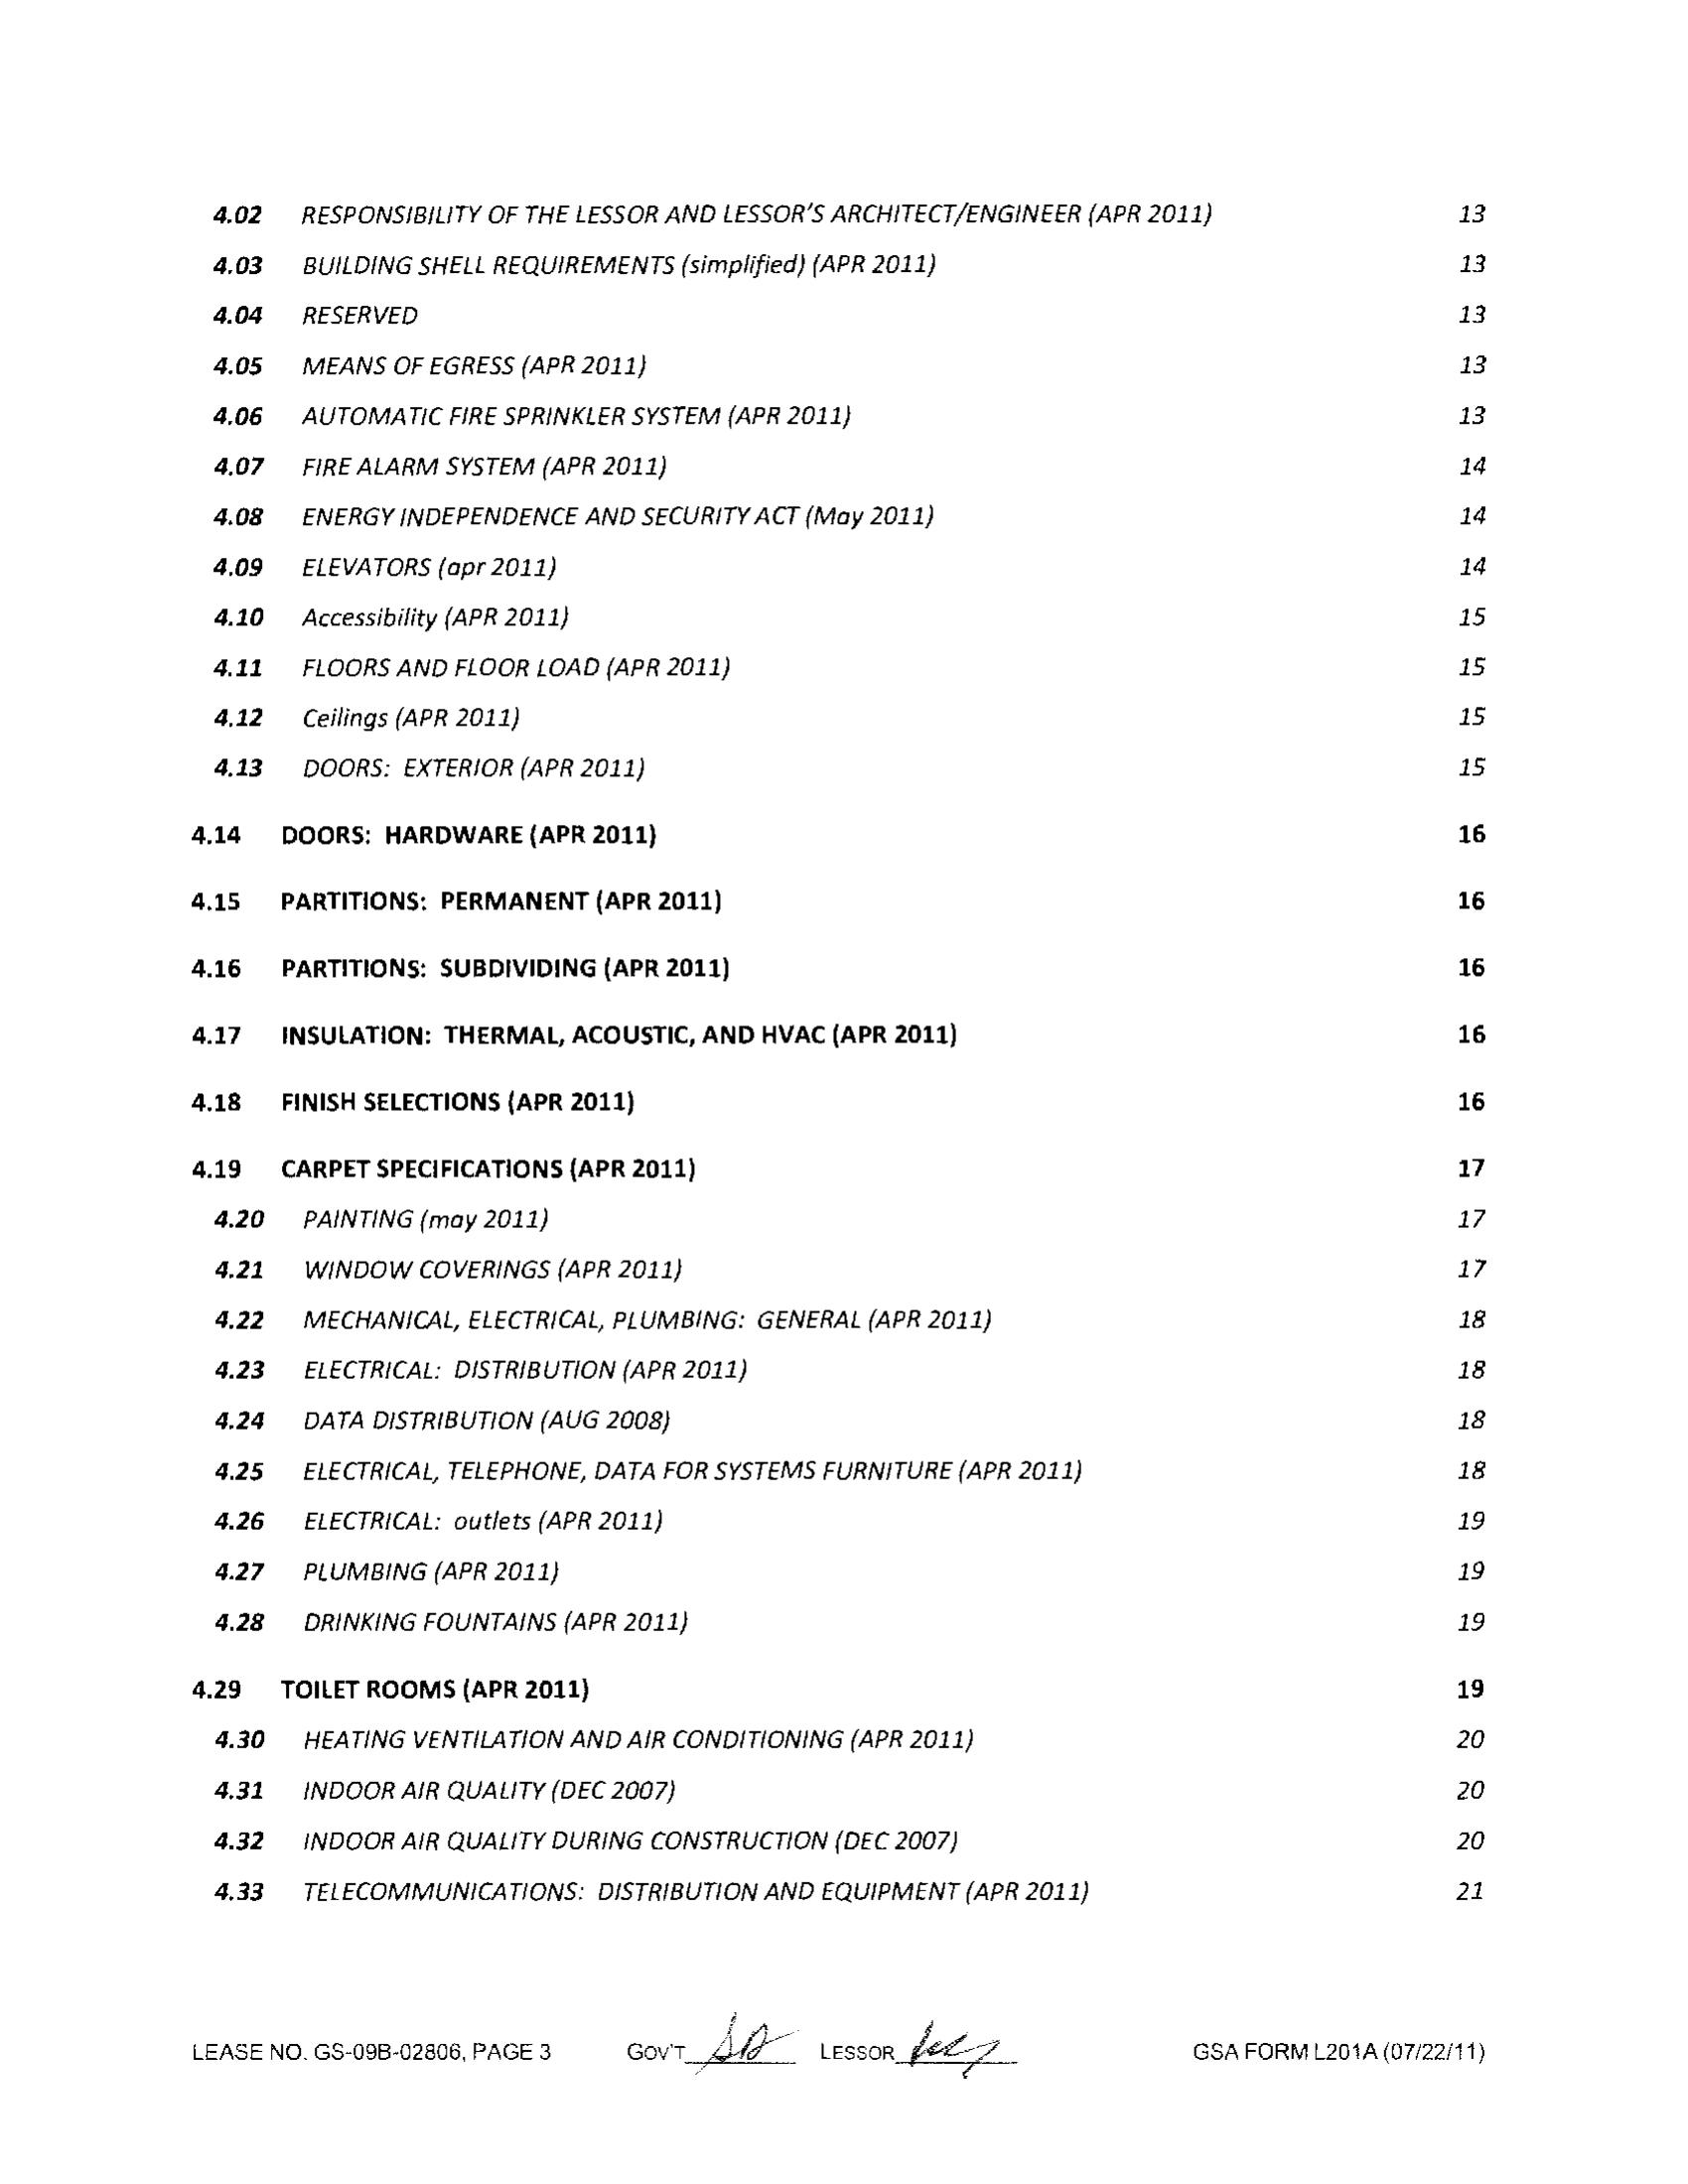 4.02 RESPONSIBILITY OF THE LESSOR AND LESSOR'S ARCHITECT/ENGINEER (APR 2011) 13
4.03 BUILDING SHELL REQUIREMENTS (simplified) (APR 2011) 13
4.04 RESERVED 13
4.05 MEANS OF EGRESS (APR 2011) 13
4.06 AUTOMATIC FIRE SPRINKLER SYSTEM (APR 2011) 13
4.07 FIRE ALARM SYSTEM (APR 2011) 14
4.08 ENERGY INDEPENDENCE AND SECURITY ACT (May 2011) 14
4.09 ELEVATORS (apr 2011) 14
4.10 Accessibility (APR 2011) 15
4.11 FLOORS AND FLOOR LOAD (APR 2011) 15
4.12 Ceilings (APR 2011) 15
4.13 DOORS: EXTERIOR (APR 2011) 15
4.14 DOORS: HARDWARE (APR 2011) 16
4.15 PARTITIONS: PERMANENT (APR 2011) 16
4.16 PARTITIONS: SUBDIVIDING (APR 2011) 16
4.17 INSULATION: THERMAL, ACOUSTIC, AND HVAC (APR 2011) 16
4.18 FINISH SELECTIONS (APR 2011) 16
4.19 CARPET SPECIFICATIONS (APR 2011) 17
4.20 PAINTING (may 2011) 17
4.21 WINDOW COVERINGS (APR 2011) 17
4.22 MECHANICAL, ELECTRICAL, PLUMBING: GENERAL (APR 2011) 18
4.23 ELECTRICAL: DISTRIBUTION (APR 2011) 18
4.24 DATA DISTRIBUTION (AUG 2008) 18
4.25 ELECTRICAL, TELEPHONE, DATA FOR SYSTEMS FURNITURE (APR 2011) 18
4.26 ELECTRICAL: outlets (APR 2011) 19
4.27 PLUMBING (APR 2011) 19
4.28 DRINKING FOUNTAINS (APR 2011) 19
4.29 TOILET ROOMS (APR 2011) 19
4.30 HEATING VENTILATION AND AIR CONDITIONING (APR 2011) 20
4.31 INDOOR AIR QUALITY (DEC 2007) 20
4.32 INDOOR AIR QUALITY DURING CONSTRUCTION (DEC 2007) 20
4.33 TELECOMMUNICATIONS: DISTRIBUTION AND EQUIPMENT (APR 2011) 21
LEASE NO. GS-09B-02806, PAGE 3 GOV'T LESSOR GSA FORM L201A (07/22/11)